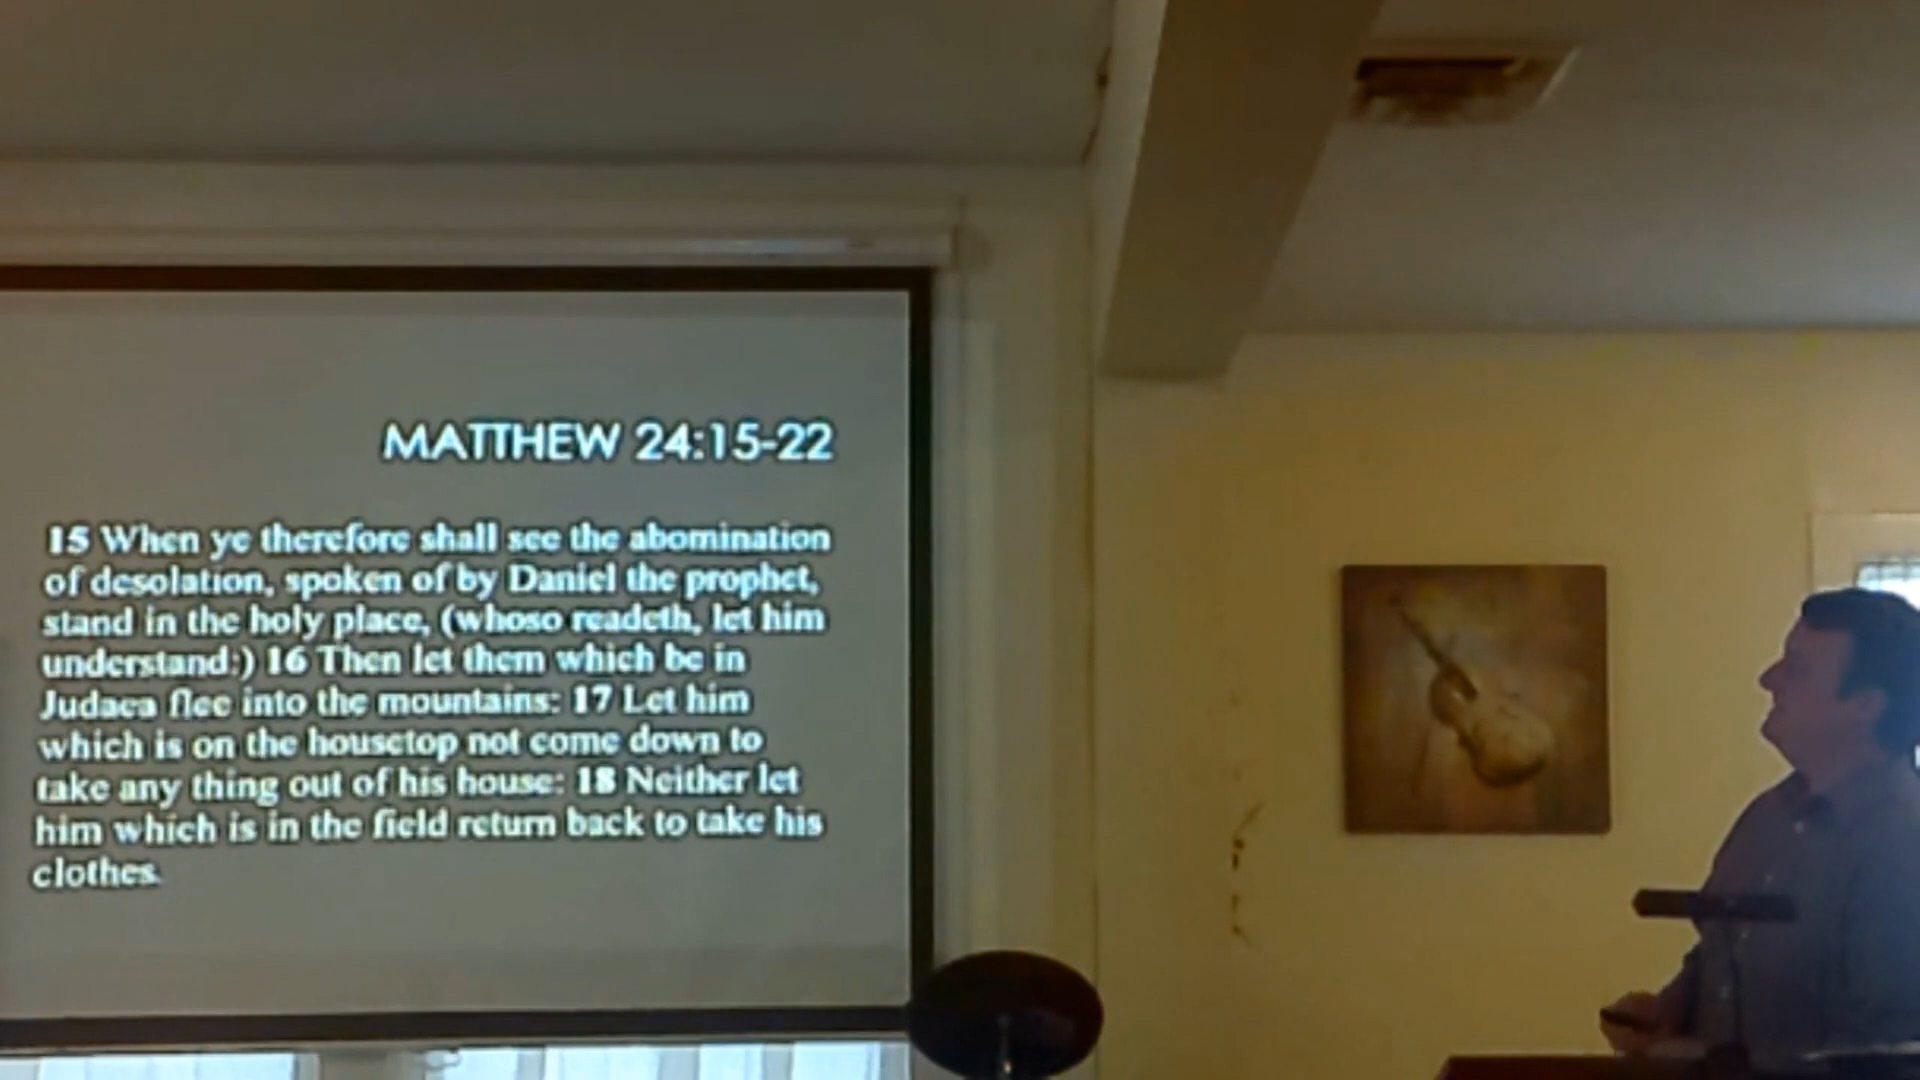 MATTHEW 24:15-22
15 When ye therefore shall see the abomination
of desolation, spoken of by Daniel the prophet,
stand in the holy place, (whoso readeth, let him
understand:) 16 Then let them which be in
Judaea flee into the mountains: 17 Let him
which is on the housetop not come down to
take any thing out of his house: 18 Neither let
him which is in the field return back to take his
clothes.